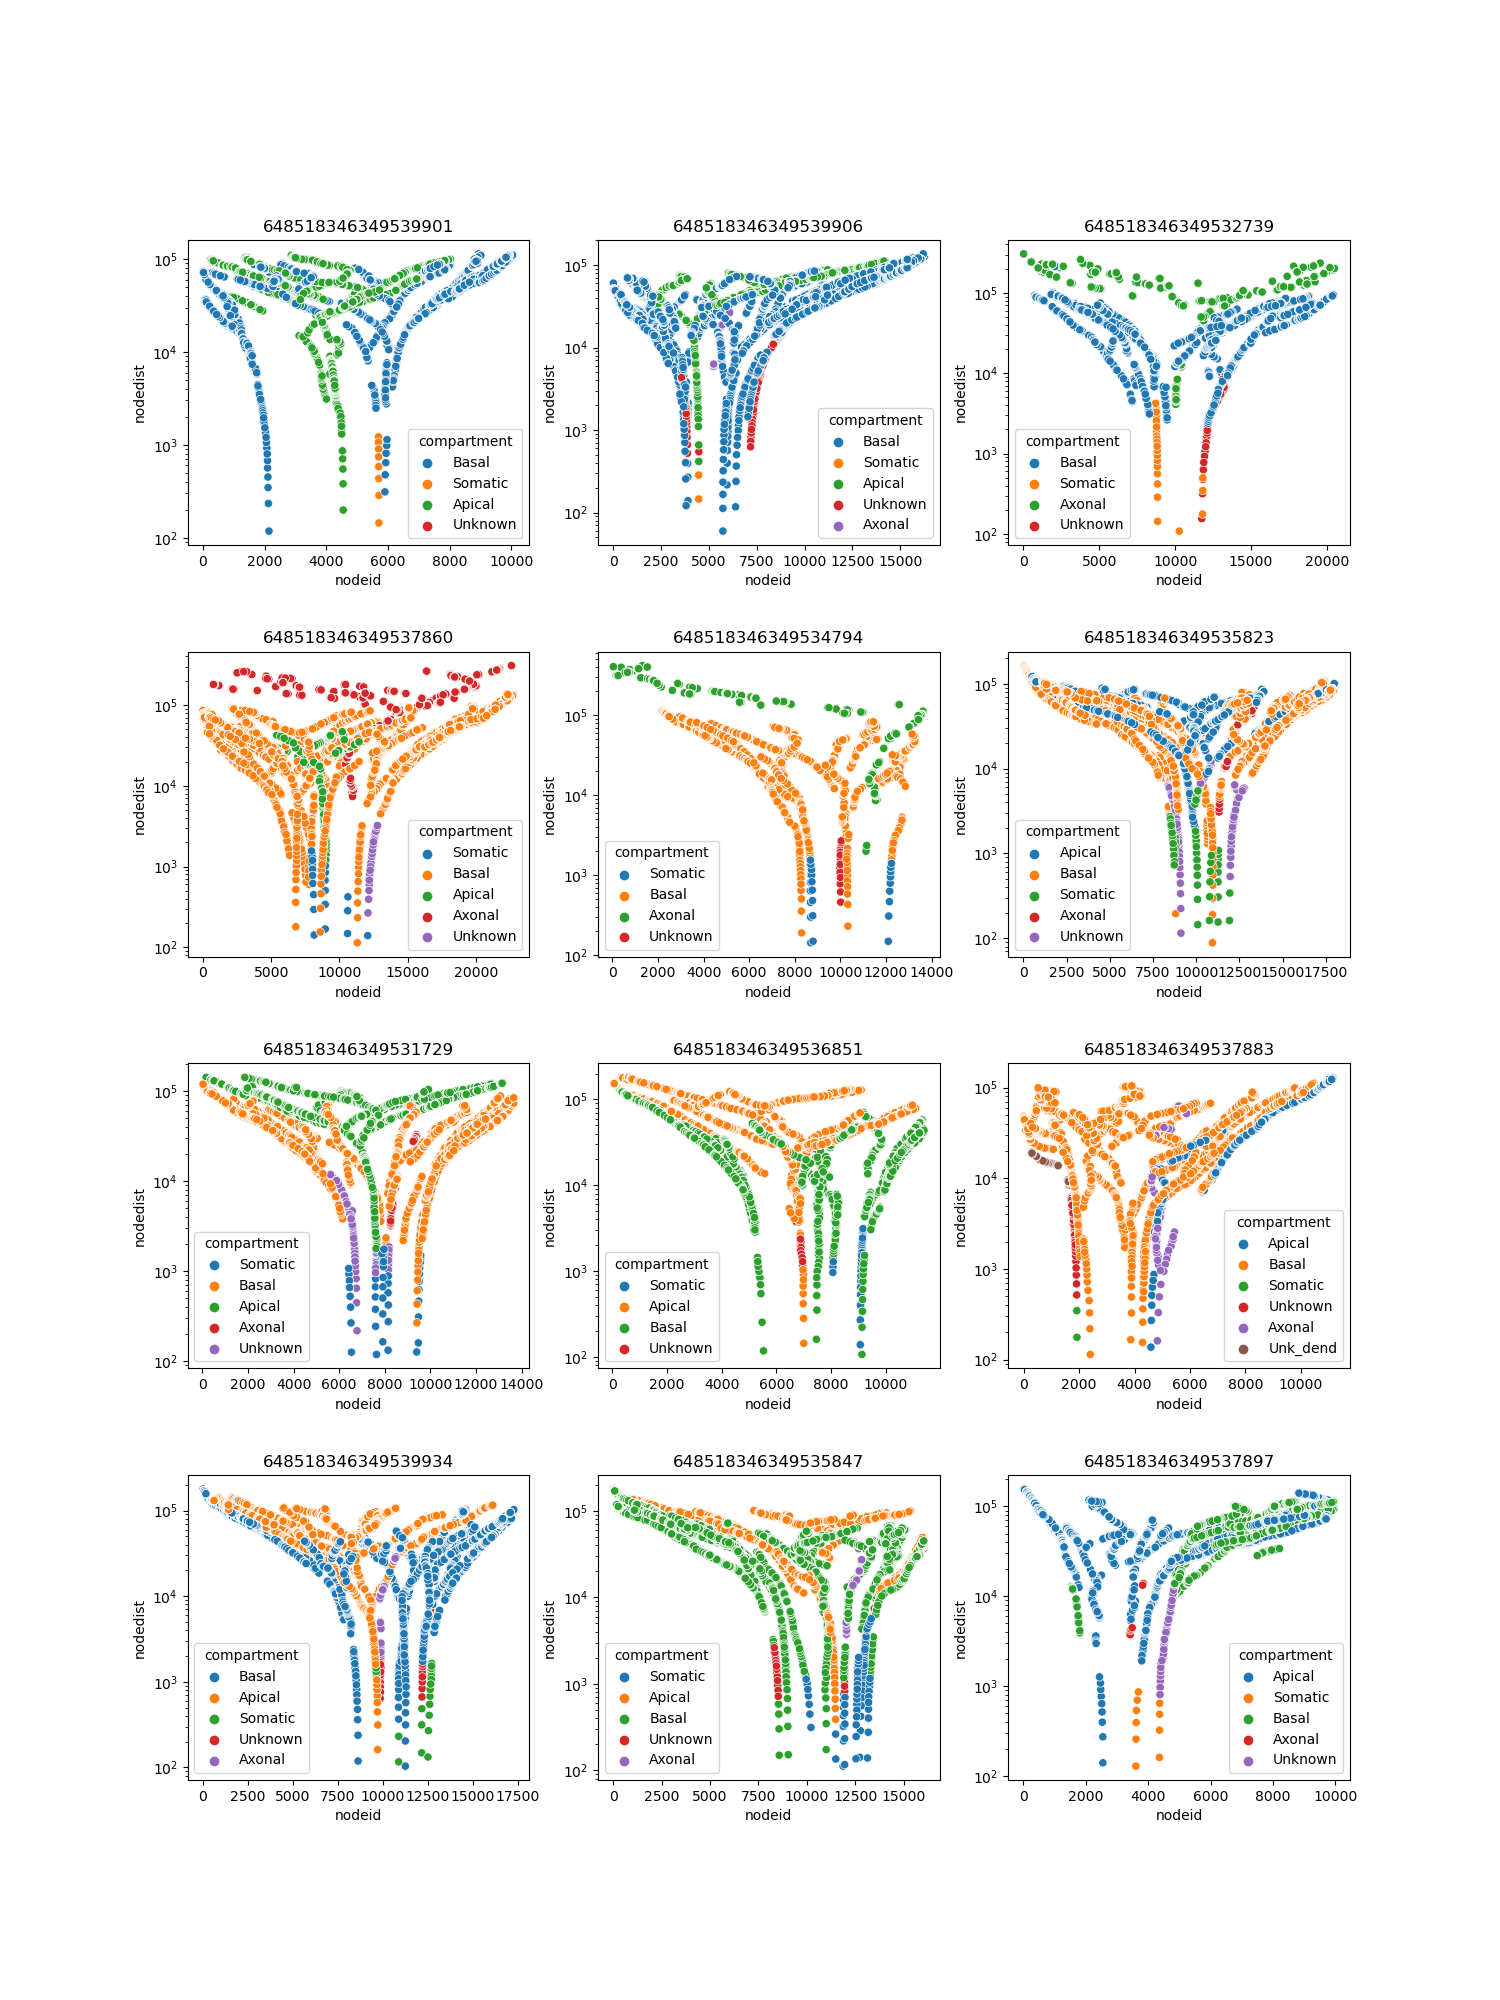 648518346349539901
10^5
10^4
10^3
10^2
nodedist
compartment
Basal
Somatic
Apical
Unknown
0 2000 4000 6000 8000 10000
nodeid
648518346349539906
10^5
10^4
10^3
10^2
nodedist
compartment
Basal
Somatic
Apical
Unknown
Axonal
0 2500 5000 7500 10000 12500 15000
nodeid
648518346349532739
10^5
10^4
10^3
10^2
nodedist
compartment
Basal
Somatic
Axonal
Unknown
0 5000 10000 15000 20000
nodeid
648518346349537860
10^5
10^4
10^3
10^2
nodedist
compartment
Somatic
Basal
Apical
Axonal
Unknown
0 5000 10000 15000 20000
nodeid
648518346349534794
10^5
10^4
10^3
10^2
nodedist
compartment
Somatic
Basal
Axonal
Unknown
0 2000 4000 6000 8000 10000 12000 14000
nodeid
648518346349535823
10^5
10^4
10^3
10^2
nodedist
compartment
Apical
Basal
Somatic
Axonal
Unknown
0 2500 5000 7500 10000 12500 15000 17500
nodeid
648518346349531729
10^5
10^4
10^3
10^2
nodedist
compartment
Somatic
Basal
Apical
Axonal
Unknown
0 2000 4000 6000 8000 10000 12000 14000
nodeid
648518346349536851
10^5
10^4
10^3
10^2
nodedist
compartment
Somatic
Apical
Basal
Unknown
0 2000 4000 6000 8000 10000
nodeid
648518346349537883
10^5
10^4
10^3
10^2
nodedist
compartment
Apical
Basal
Somatic
Unknown
Axonal
Unk_dend
0 2000 4000 6000 8000 10000
nodeid
648518346349539934
10^5
10^4
10^3
10^2
nodedist
compartment
Basal
Apical
Somatic
Unknown
Axonal
0 2500 5000 7500 10000 12500 15000 17500
nodeid
648518346349535847
10^5
10^4
10^3
10^2
nodedist
compartment
Somatic
Apical
Basal
Unknown
Axonal
0 2500 5000 7500 10000 12500 15000
nodeid
648518346349537897
10^5
10^4
10^3
10^2
nodedist
compartment
Apical
Somatic
Basal
Axonal
Unknown
0 2000 4000 6000 8000 10000
nodeid